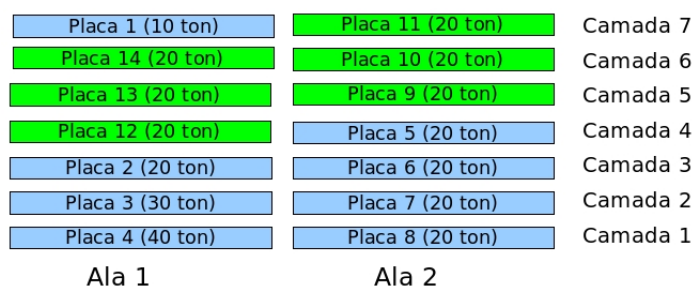 Placa 1 (10 ton) Placa 11 (20 ton) Camada 7
Placa 14 (20 ton) Placa 10 (20 ton) Camada 6
Placa 13 (20 ton) Placa 9 (20 ton) Camada 5
Placa 12 (20 ton) Placa 5 (20 ton) Camada 4
Placa 2 (20 ton) Placa 6 (20 ton) Camada 3
Placa 3 (30 ton) Placa 7 (20 ton) Camada 2
Placa 4 (40 ton) Placa 8 (20 ton) Camada 1
Ala 1 Ala 2